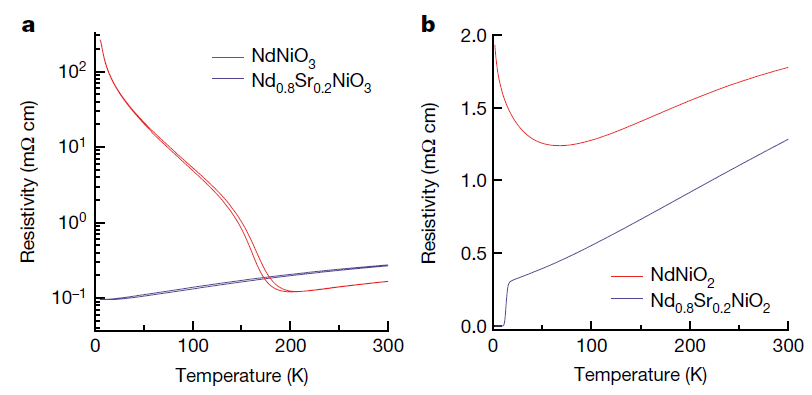 a
NdNiO₃
Nd₀.₈Sr₀.₂NiO₃
10²
10¹
10⁰
10⁻¹
Resistivity (mΩ cm)
0 100 200 300
Temperature (K)
b
2.0
1.5
1.0
0.5
0.0
Resistivity (mΩ cm)
NdNiO₂
Nd₀.₈Sr₀.₂NiO₂
0 100 200 300
Temperature (K)